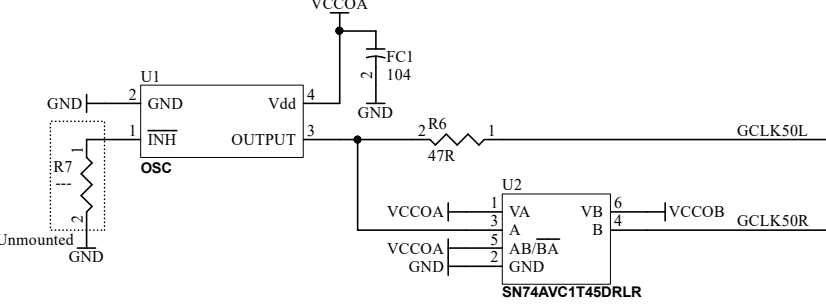 VCCOA
FC1
2
104
GND
U1
GND
2
GND
Vdd
4
1
INH
OUTPUT
3
OSC
R7
1
---
2
Unmounted
GND
2
R6
1
47R
GCLK50L
U2
VCCOA
1
VA
VB
6
VCCOB
3
A
B
4
GCLK50R
VCCOA
5
AB/BA
GND
2
GND
SN74AVC1T45DRLR